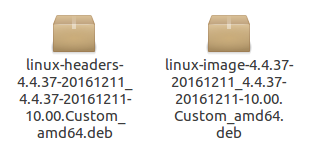 linux-headers-
4.4.37-20161211_
4.4.37-20161211-
10.00.Custom_
amd64.deb
linux-image-4.4.37-
20161211_4.4.37-
20161211-10.00.
Custom_amd64.
deb